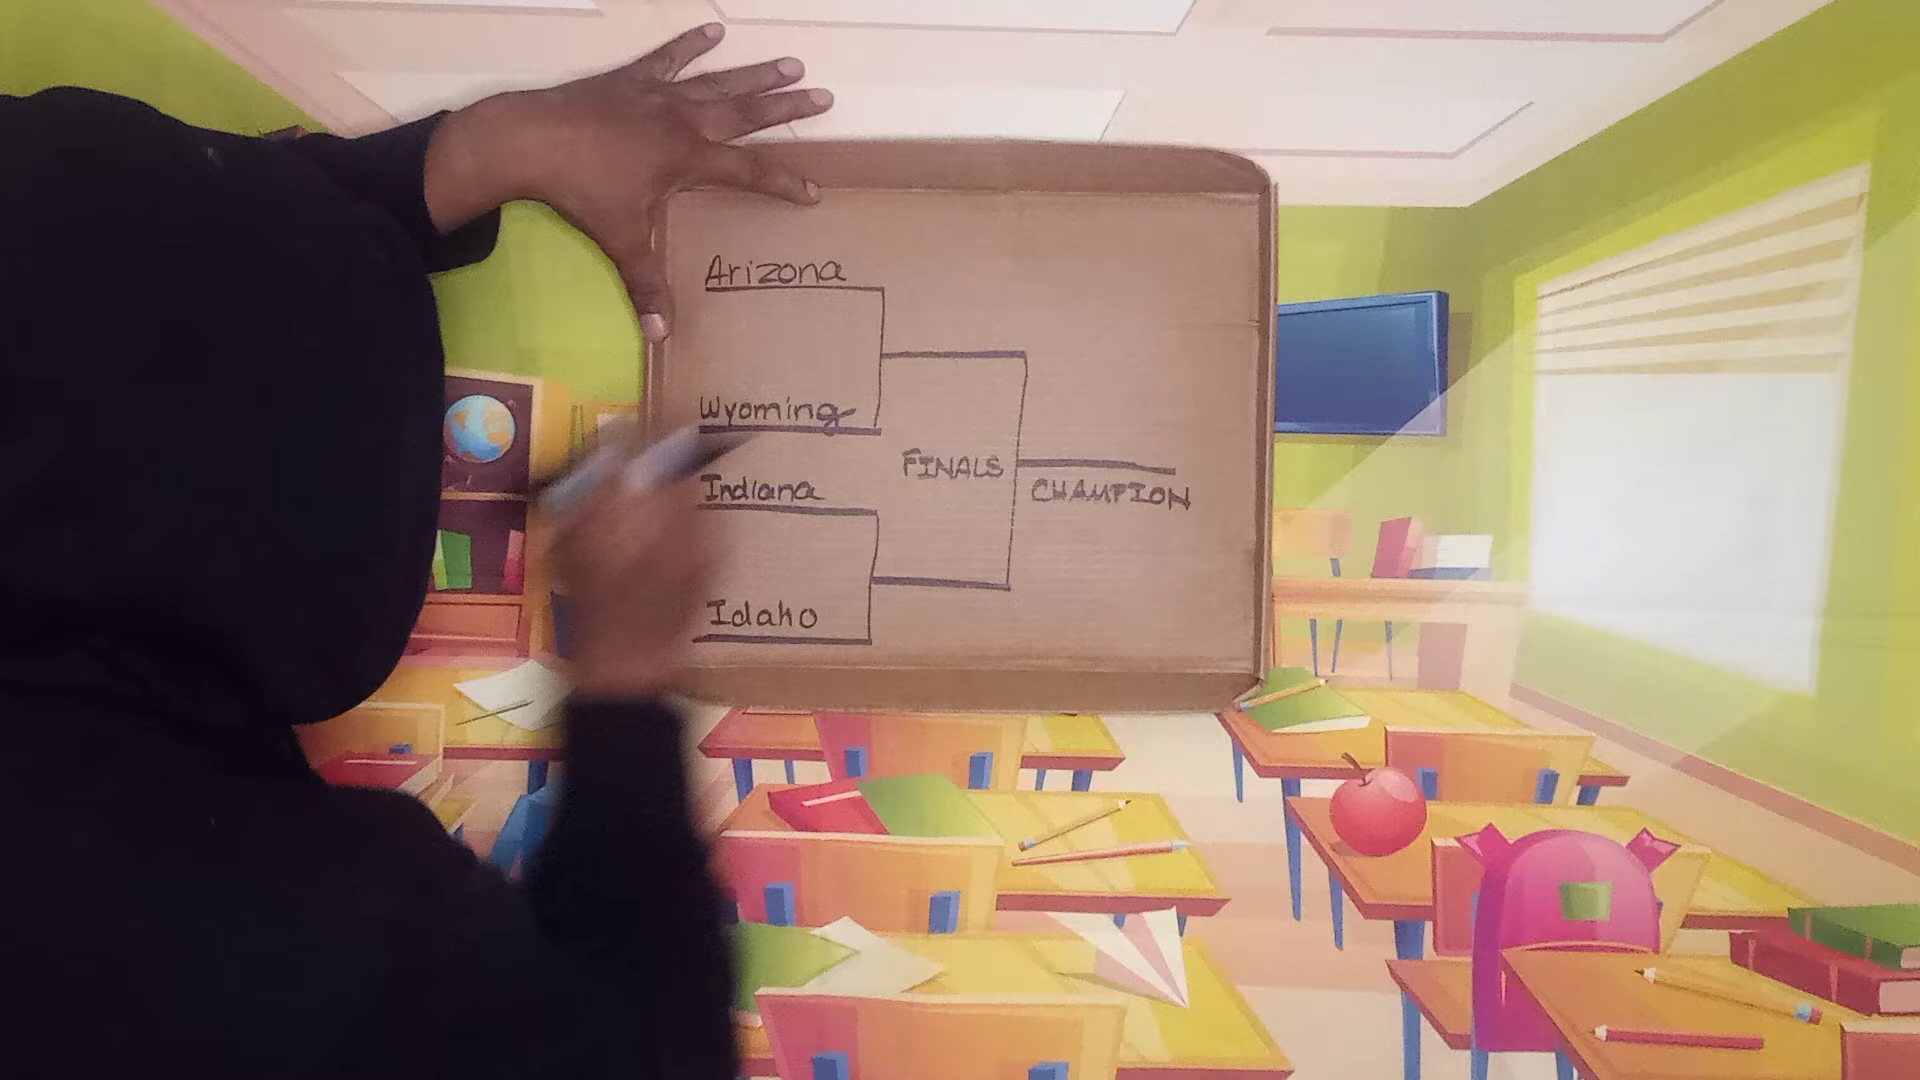 Arizona
Wyoming
Indiana
Idaho
FINALS
CHAMPION